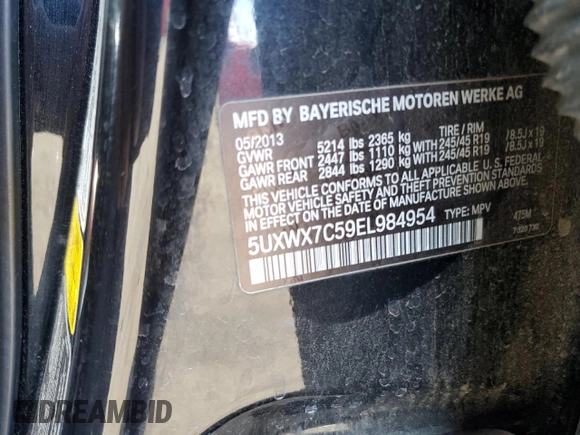 MFD BY BAYERISCHE MOTOREN WERKE AG
05/2013 TIRE / RIM
GVWR 5214 lbs 2365 kg
GAWR FRONT 2447 lbs 1110 kg WITH 245/45 R19 /8.5J x 19
GAWR REAR 2844 lbs 1290 kg WITH 245/45 R19 /8.5J x 19
THIS VEHICLE CONFORMS TO ALL APPLICABLE U.S. FEDERAL
MOTOR VEHICLE SAFETY AND THEFT PREVENTION STANDARDS
IN EFFECT ON THE DATE OF MANUFACTURE SHOWN ABOVE.
5UXWX7C59EL984954 TYPE: MPV 475M
DREAMBID